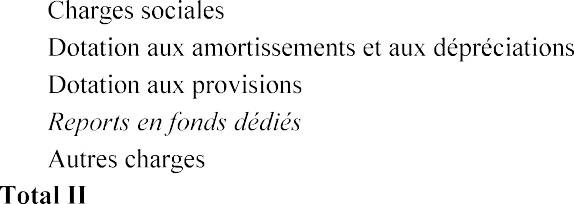 Charges sociales
Dotation aux amortissements et aux dépréciations
Dotation aux provisions
Reports en fonds dédiés
Autres charges
Total II